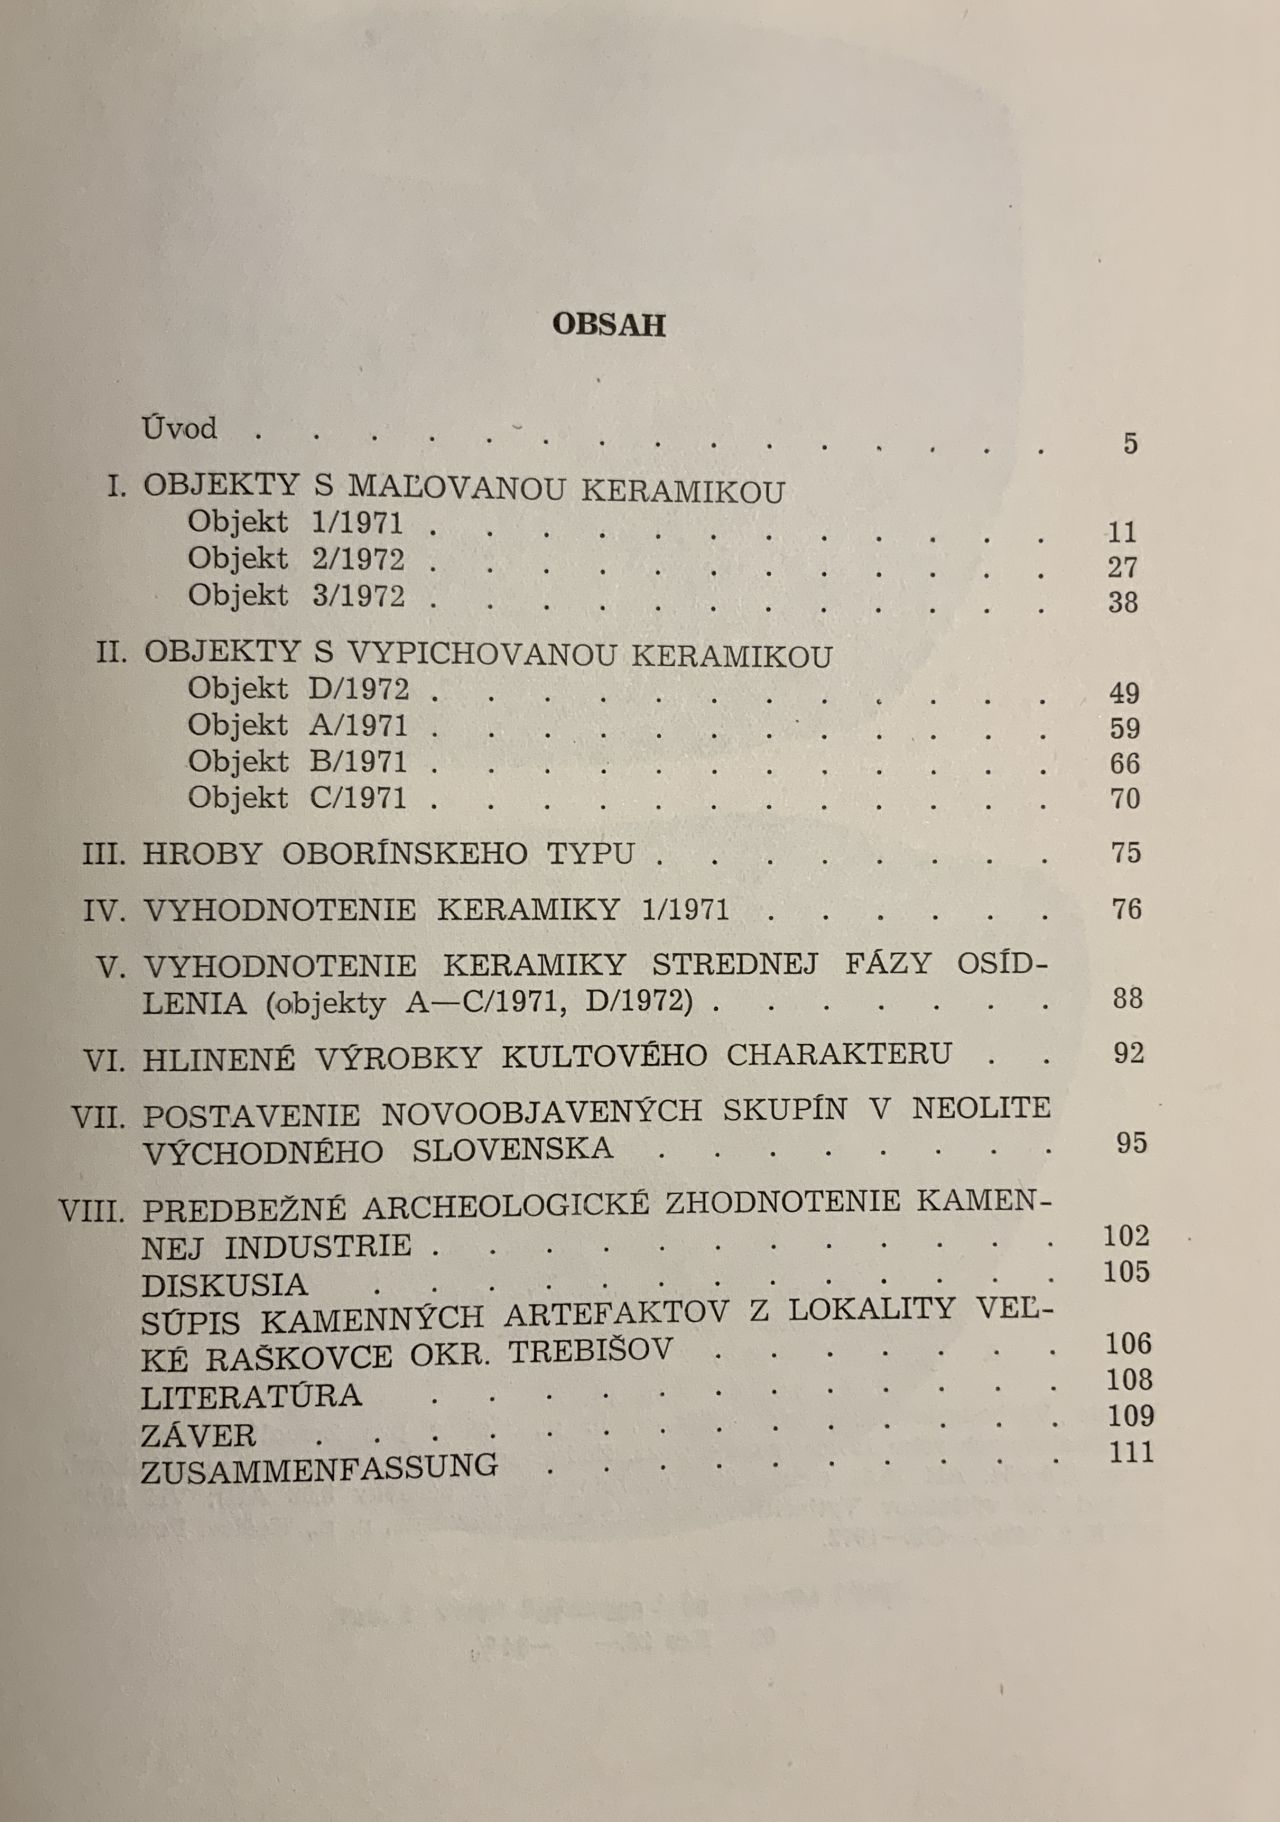 OBSAH
Úvod . . . . . . . . . . . . . . . 5
I. OBJEKTY S MAĽOVANOU KERAMIKOU
Objekt 1/1971 . . . . . . . . . . . . 11
Objekt 2/1972 . . . . . . . . . . . . 27
Objekt 3/1972 . . . . . . . . . . . . 38
II. OBJEKTY S VYPICHOVANOU KERAMIKOU
Objekt D/1972 . . . . . . . . . . . . 49
Objekt A/1971 . . . . . . . . . . . . 59
Objekt B/1971 . . . . . . . . . . . . 66
Objekt C/1971 . . . . . . . . . . . . 70
III. HROBY OBORÍNSKEHO TYPU . . . . . . . . 75
IV. VYHODNOTENIE KERAMIKY 1/1971 . . . . . . 76
V. VYHODNOTENIE KERAMIKY STREDNEJ FÁZY OSÍD-
LENIA (objekty A—C/1971, D/1972) . . . . . . . 88
VI. HLINENÉ VÝROBKY KULTOVÉHO CHARAKTERU . . 92
VII. POSTAVENIE NOVOOBJAVENÝCH SKUPÍN V NEOLITE
VÝCHODNÉHO SLOVENSKA . . . . . . . . 95
VIII. PREDBEŽNÉ ARCHEOLOGICKÉ ZHODNOTENIE KAMEN-
NEJ INDUSTRIE . . . . . . . . . . . . 102
DISKUSIA . . . . . . . . . . . . . 105
SÚPIS KAMENNÝCH ARTEFAKTOV Z LOKALITY VEĽ-
KÉ RAŠKOVCE OKR. TREBIŠOV . . . . . . . 106
LITERATÚRA . . . . . . . . . . . . 108
ZÁVER . . . . . . . . . . . . . . 109
ZUSAMMENFASSUNG . . . . . . . . . . 111